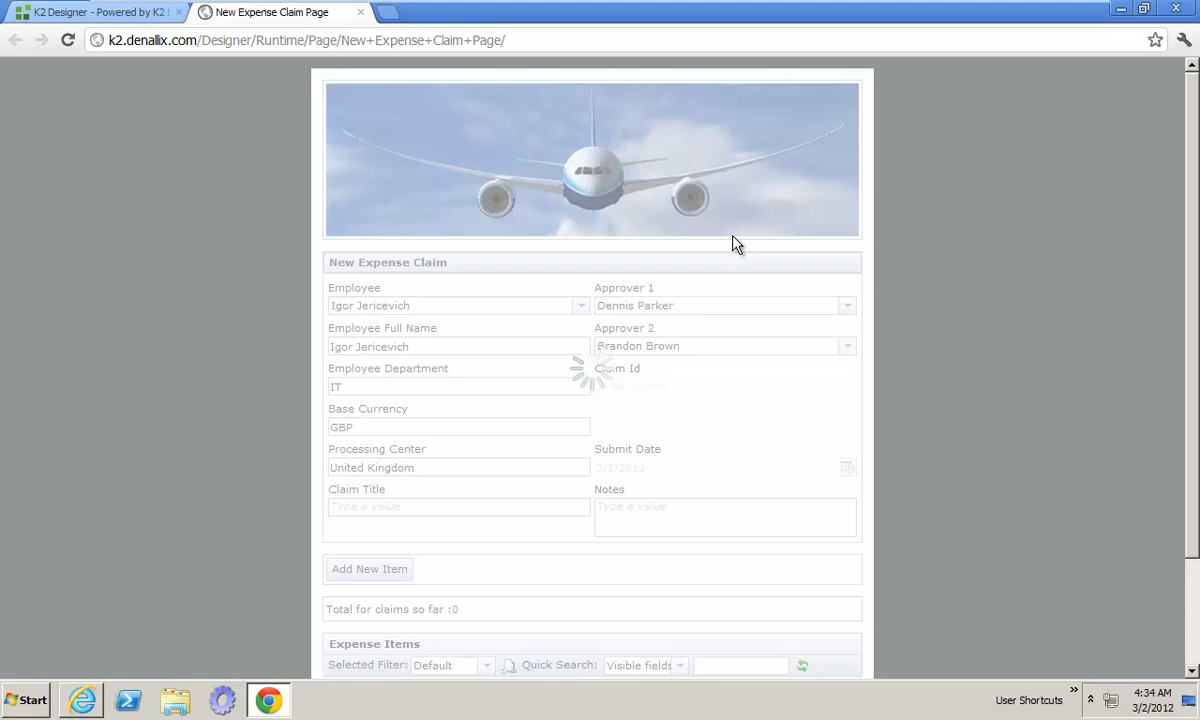 K2 Designer - Powered by K2 b
New Expense Claim Page
k2.denallix.com/Designer/Runtime/Page/New+Expense+Claim+Page/
New Expense Claim
Employee
Approver 1
Igor Jericevich
Dennis Parker
Employee Full Name
Approver 2
Igor Jericevich
Brandon Brown
Employee Department
Claim Id
IT
Base Currency
GBP
Processing Center
Submit Date
United Kingdom
3/2/2012
Claim Title
Notes
Type a value
Type a value
Add New Item
Total for claims so far :0
Expense Items
Selected Filter: Default Quick Search: Visible fields
Start
User Shortcuts
4:34 AM
3/2/2012